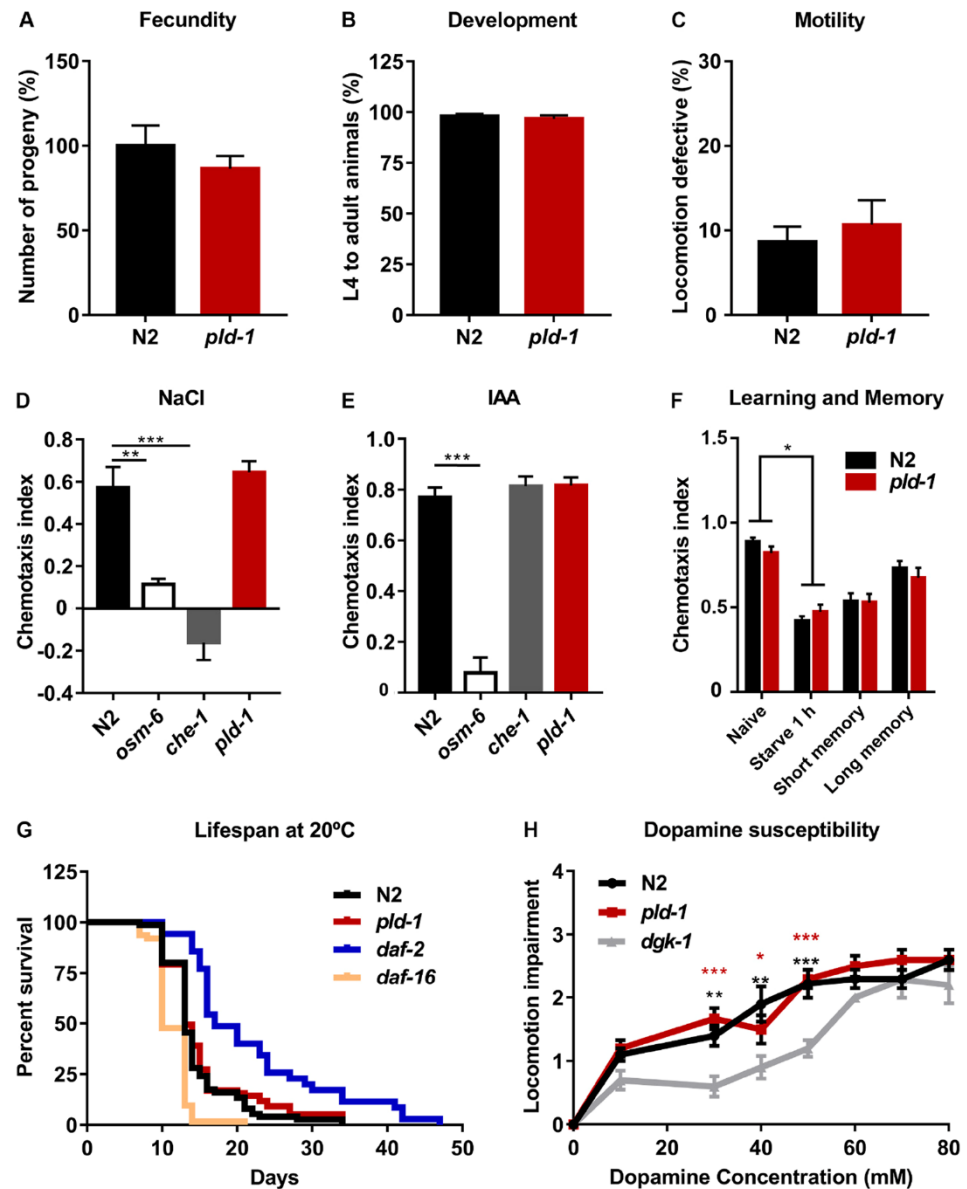 A Fecundity
Number of progeny (%)
150
100
50
0
N2 pld-1
B Development
L4 to adult animals (%)
100
75
50
25
0
N2 pld-1
C Motility
Locomotion defective (%)
30
20
10
0
N2 pld-1
D NaCl
Chemotaxis index
0.6
0.4
0.2
0
-0.2
-0.4
***
**
N2 osm-6 che-1 pld-1
E IAA
Chemotaxis index
1.0
0.8
0.6
0.4
0.2
0
***
N2 osm-6 che-1 pld-1
F Learning and Memory
Chemotaxis index
1.5
1.0
0.5
0
*
N2
pld-1
Naive
Starve 1 h
Short memory
Long memory
G Lifespan at 20ºC
Percent survival
125
100
75
50
25
0
N2
pld-1
daf-2
daf-16
0 10 20 30 40 50
Days
H Dopamine susceptibility
Locomotion impairment
4
3
2
1
0
N2
pld-1
dgk-1
*** * ***
** ** ***
0 20 40 60 80
Dopamine Concentration (mM)